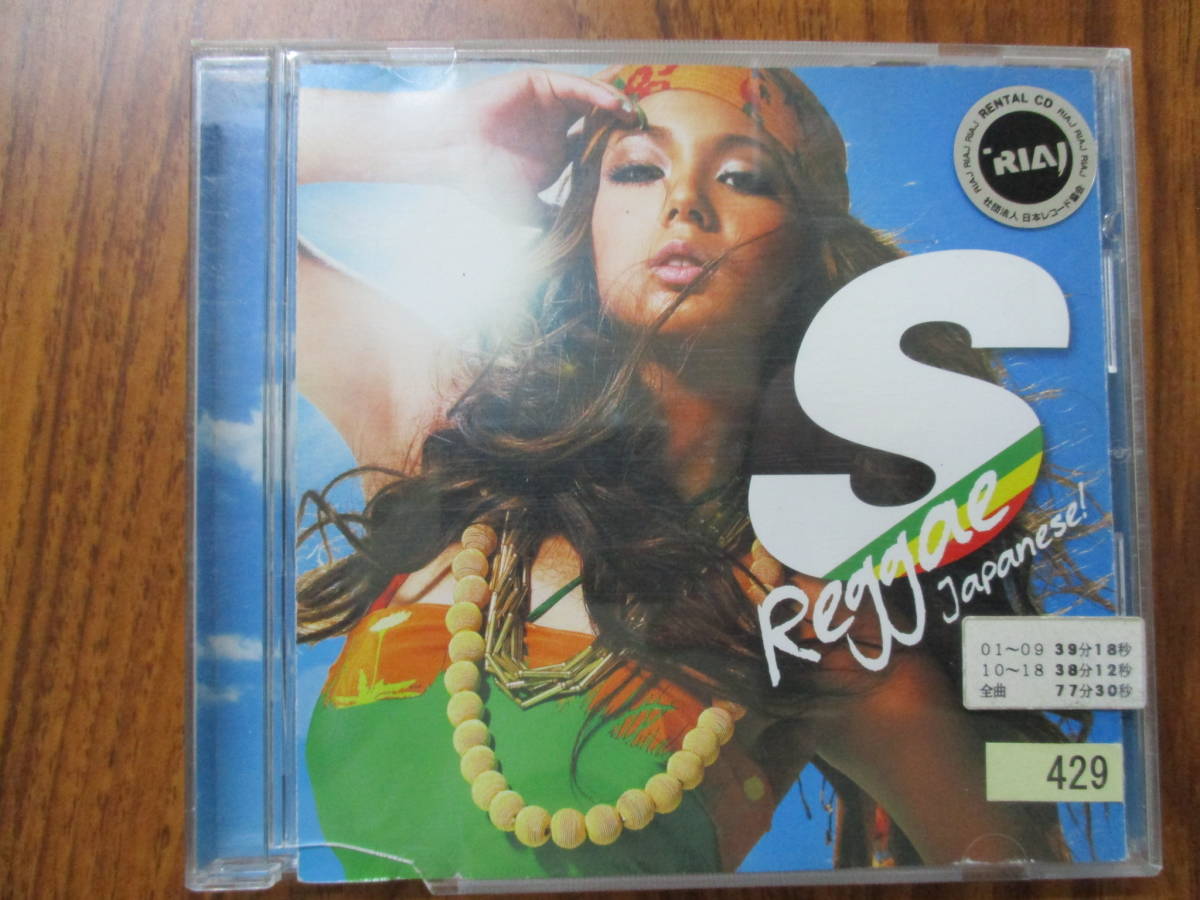 RENTAL CD
RIAJ RIAJ
RIAJ RIAJ RIAJ
RIAJ
社団法人 日本レコード協会
S
Reggae
Japanese!
01～09 39分18秒
10～18 38分12秒
全曲 77分30秒
429